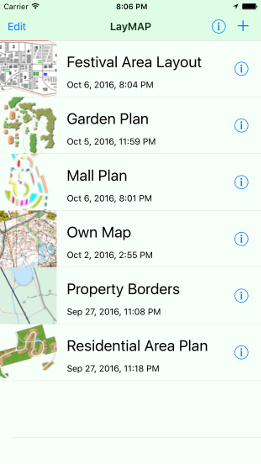 Carrier 8:06 PM
Edit LayMAP
Festival Area Layout
Oct 6, 2016, 8:04 PM
Garden Plan
Oct 5, 2016, 11:59 PM
Mall Plan
Oct 6, 2016, 8:01 PM
Own Map
Oct 2, 2016, 2:55 PM
Property Borders
Sep 27, 2016, 11:08 PM
Residential Area Plan
Sep 27, 2016, 11:18 PM